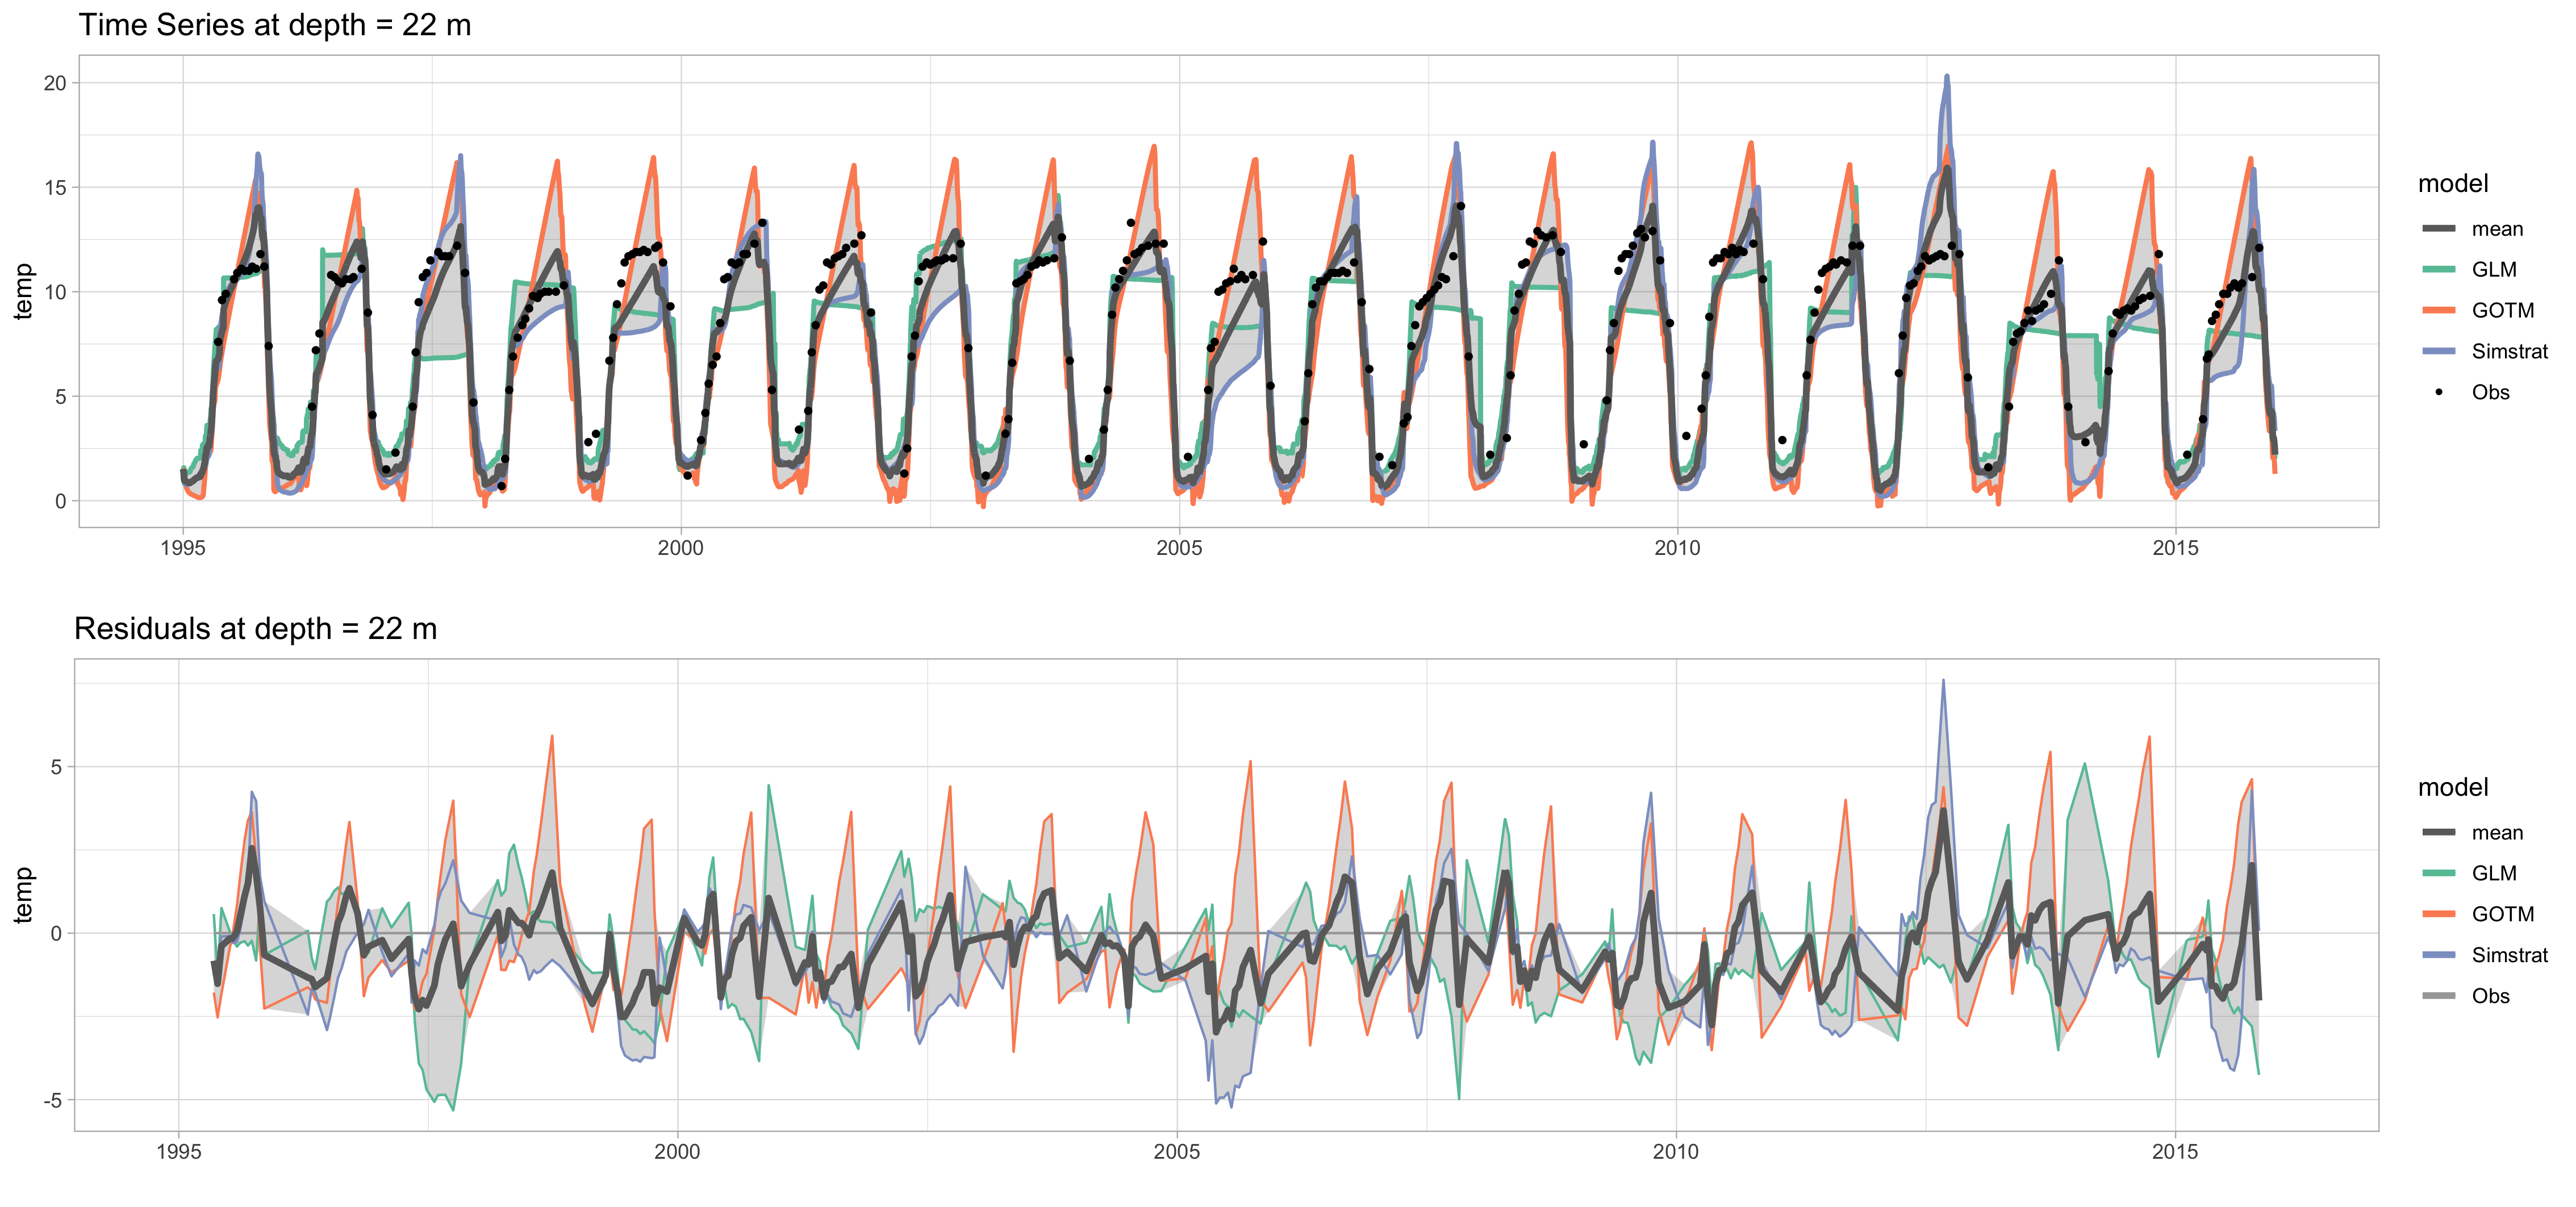 Time Series at depth = 22 m
temp
20
15
10
5
0
1995
2000
2005
2010
2015
model
mean
GLM
GOTM
Simstrat
Obs
Residuals at depth = 22 m
temp
5
0
-5
1995
2000
2005
2010
2015
model
mean
GLM
GOTM
Simstrat
Obs